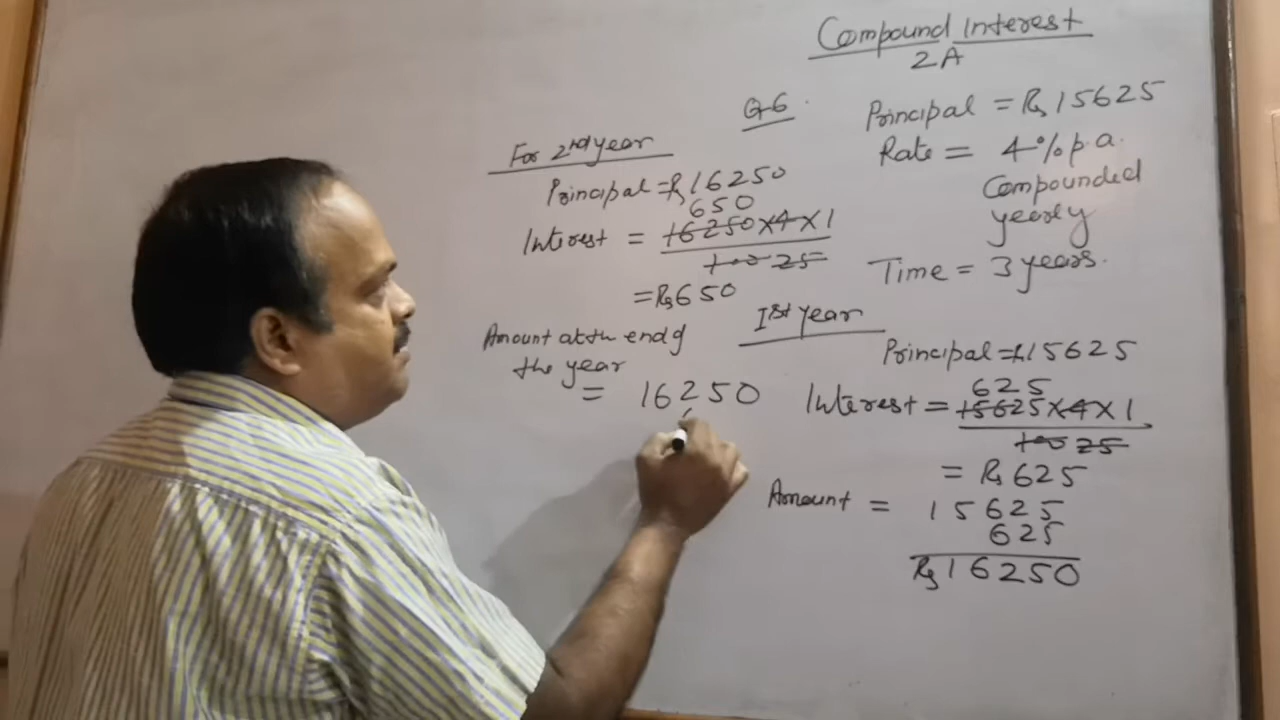 Compound Interest
2A
Q-6.
Principal = Rs 15625
Rate = 4% p.a.
Compounded
yearly
Time = 3 years.
Ist year
Principal = Rs 15625
625
Interest = 15625×4×1
100 25
= Rs 625
Amount = 15625
625
Rs 16250
For 2nd year
Principal = Rs 16250
650
Interest = 16250×4×1
100 25
= Rs 650
Amount at the end of
the year
= 16250